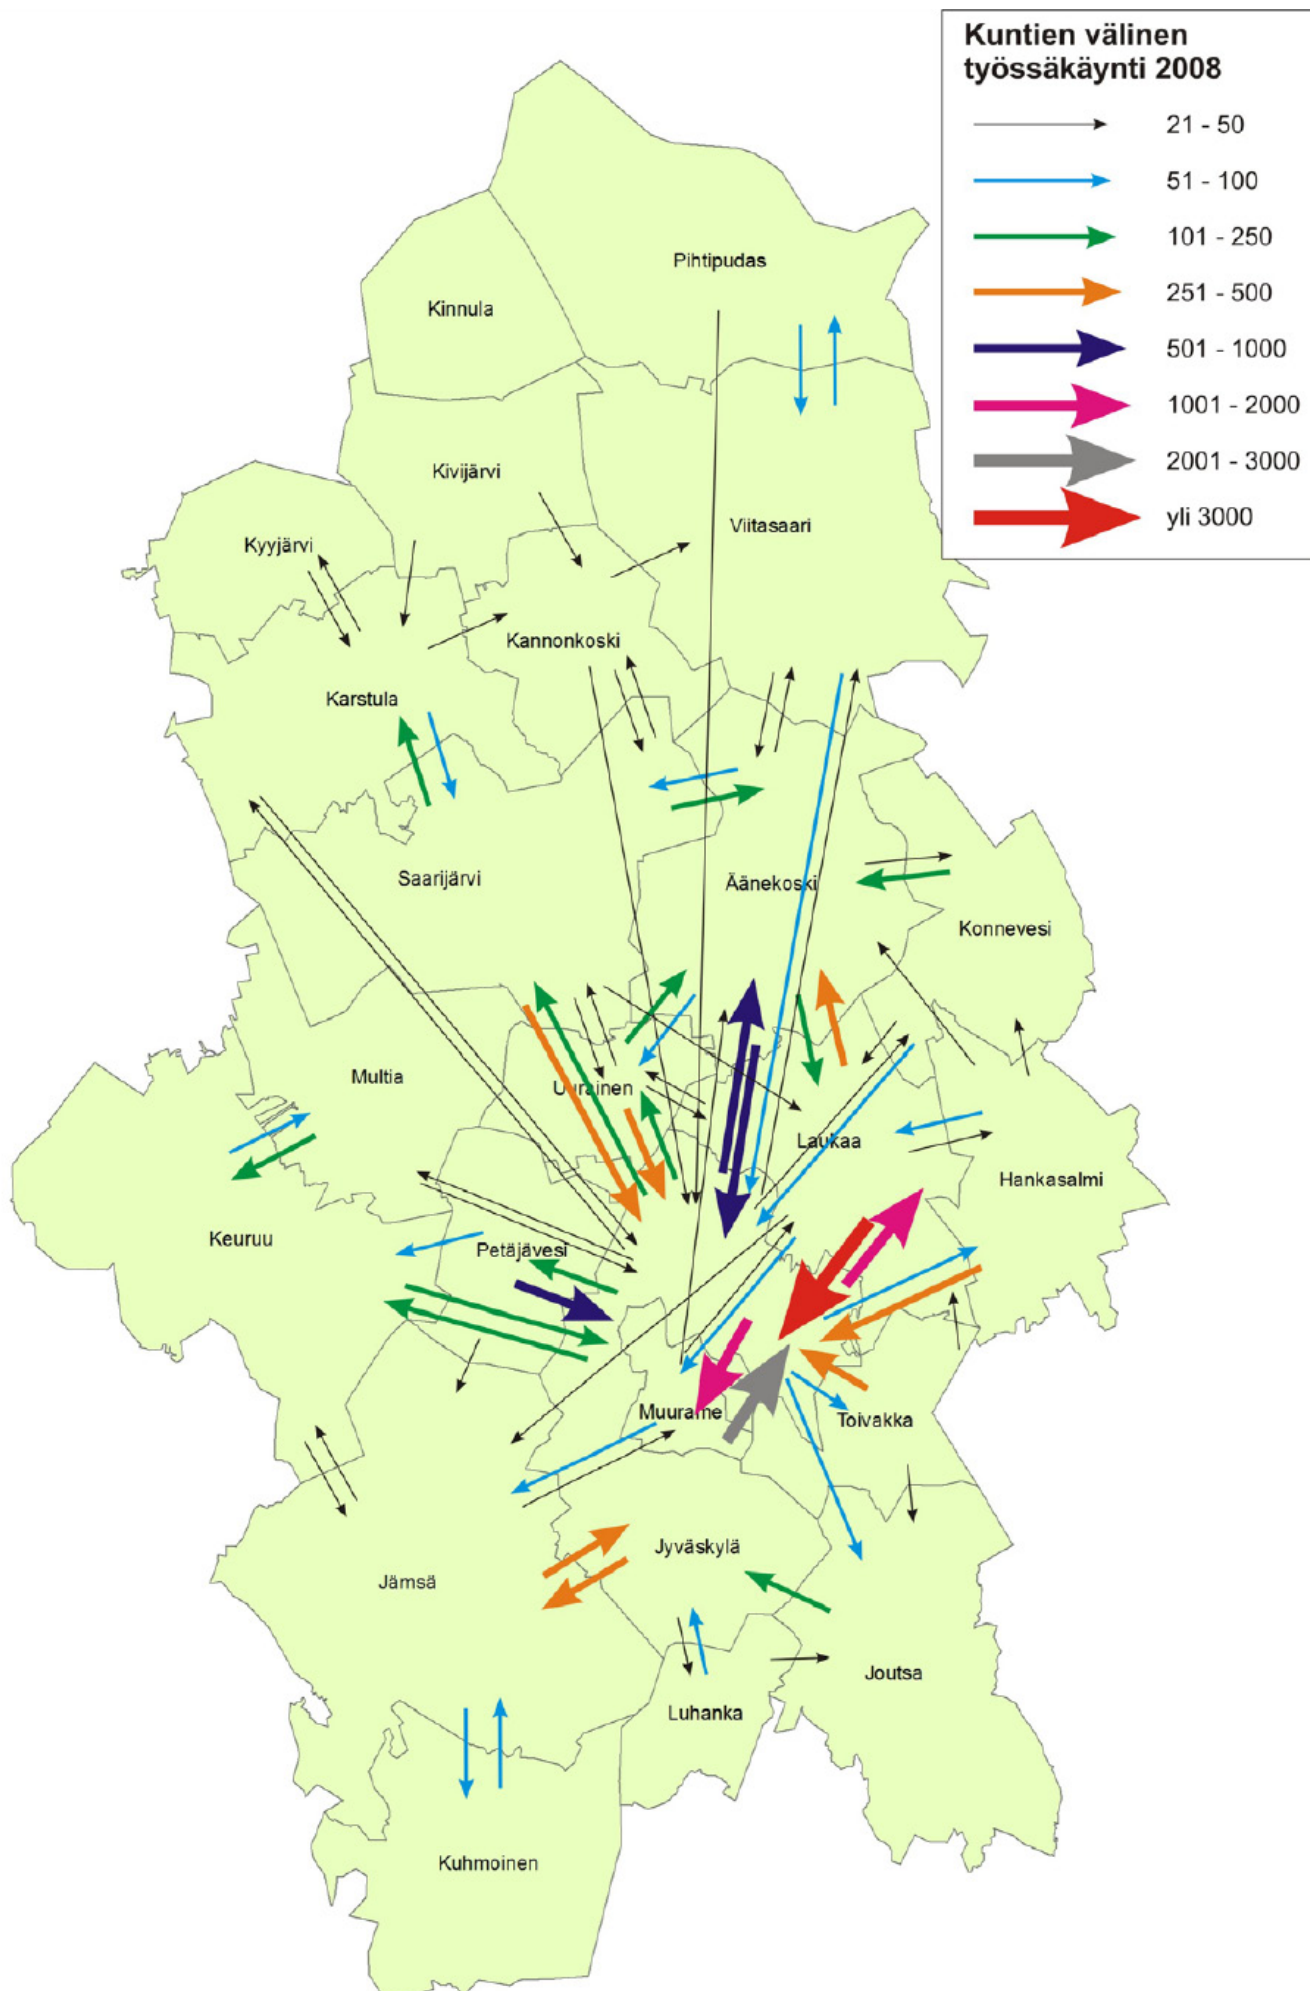 Kuntien välinen
työssäkäynti 2008
21 - 50
51 - 100
101 - 250
251 - 500
501 - 1000
1001 - 2000
2001 - 3000
yli 3000
Pihtipudas
Kinnula
Kivijärvi
Viitasaari
Kyyjärvi
Kannonkoski
Karstula
Saarijärvi
Äänekoski
Konnevesi
Multia
Uurainen
Laukaa
Hankasalmi
Keuruu
Petäjävesi
Muurame
Toivakka
Jyväskylä
Jämsä
Joutsa
Luhanka
Kuhmoinen